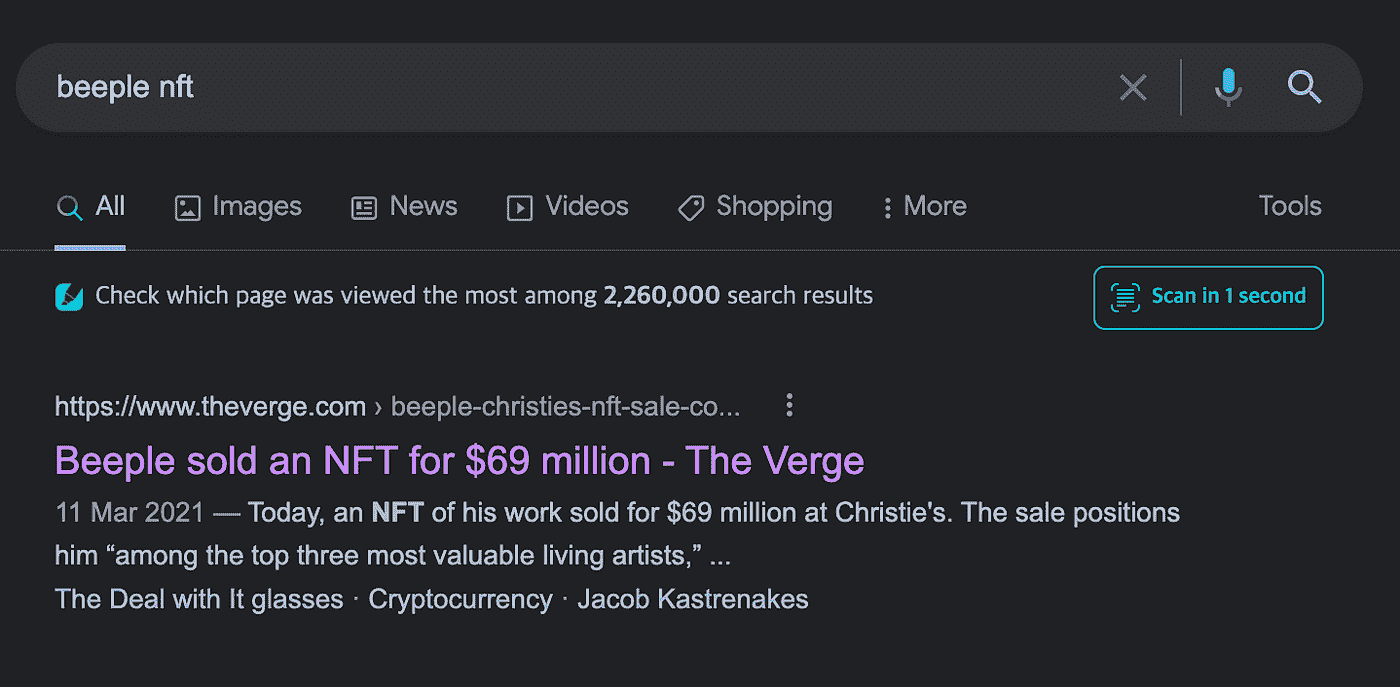 beeple nft
All Images News Videos Shopping More Tools
Check which page was viewed the most among 2,260,000 search results Scan in 1 second
https://www.theverge.com › beeple-christies-nft-sale-co...
Beeple sold an NFT for $69 million - The Verge
11 Mar 2021 — Today, an NFT of his work sold for $69 million at Christie's. The sale positions
him “among the top three most valuable living artists,” ...
The Deal with It glasses · Cryptocurrency · Jacob Kastrenakes